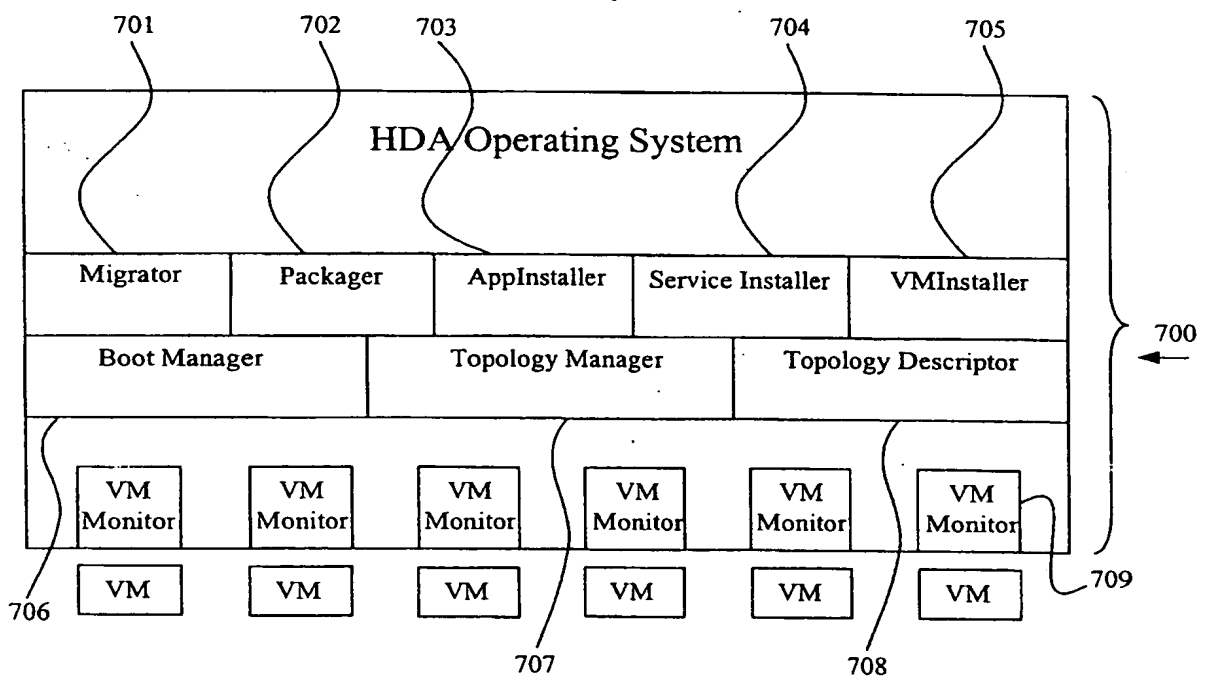 701 702 703 704 705
HDA Operating System
Migrator Packager AppInstaller Service Installer VMInstaller
700
Boot Manager Topology Manager Topology Descriptor
VM VM VM VM VM VM
Monitor Monitor Monitor Monitor Monitor Monitor
VM VM VM VM VM VM 709
706
707 708